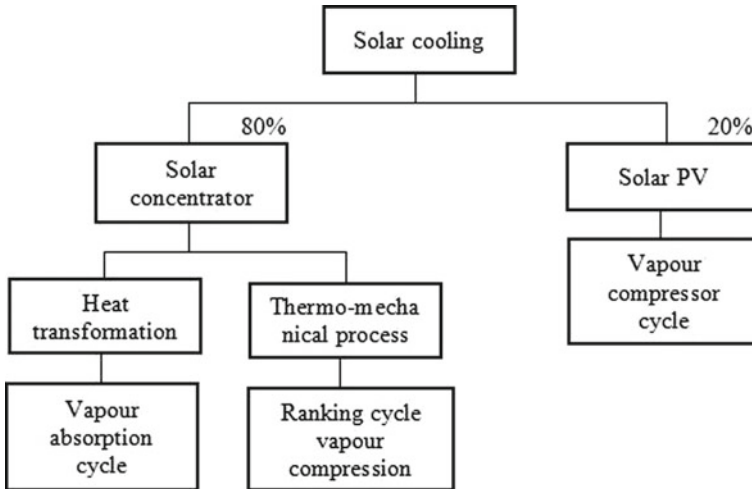 Solar cooling
80%
20%
Solar
concentrator
Solar PV
Heat
transformation
Thermo-mecha
nical process
Vapour
compressor
cycle
Vapour
absorption
cycle
Ranking cycle
vapour
compression